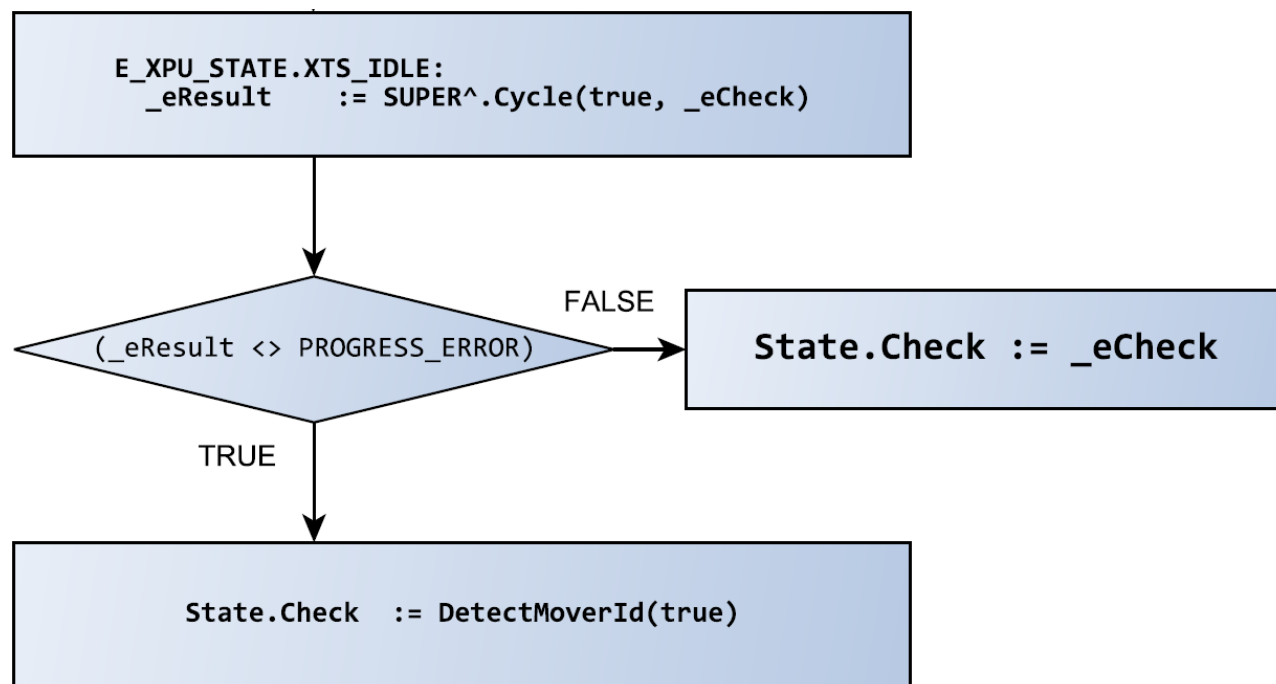 E_XPU_STATE.XTS_IDLE:
_eResult    := SUPER^.Cycle(true, _eCheck)
(_eResult <> PROGRESS_ERROR)
FALSE
State.Check := _eCheck
TRUE
State.Check  := DetectMoverId(true)